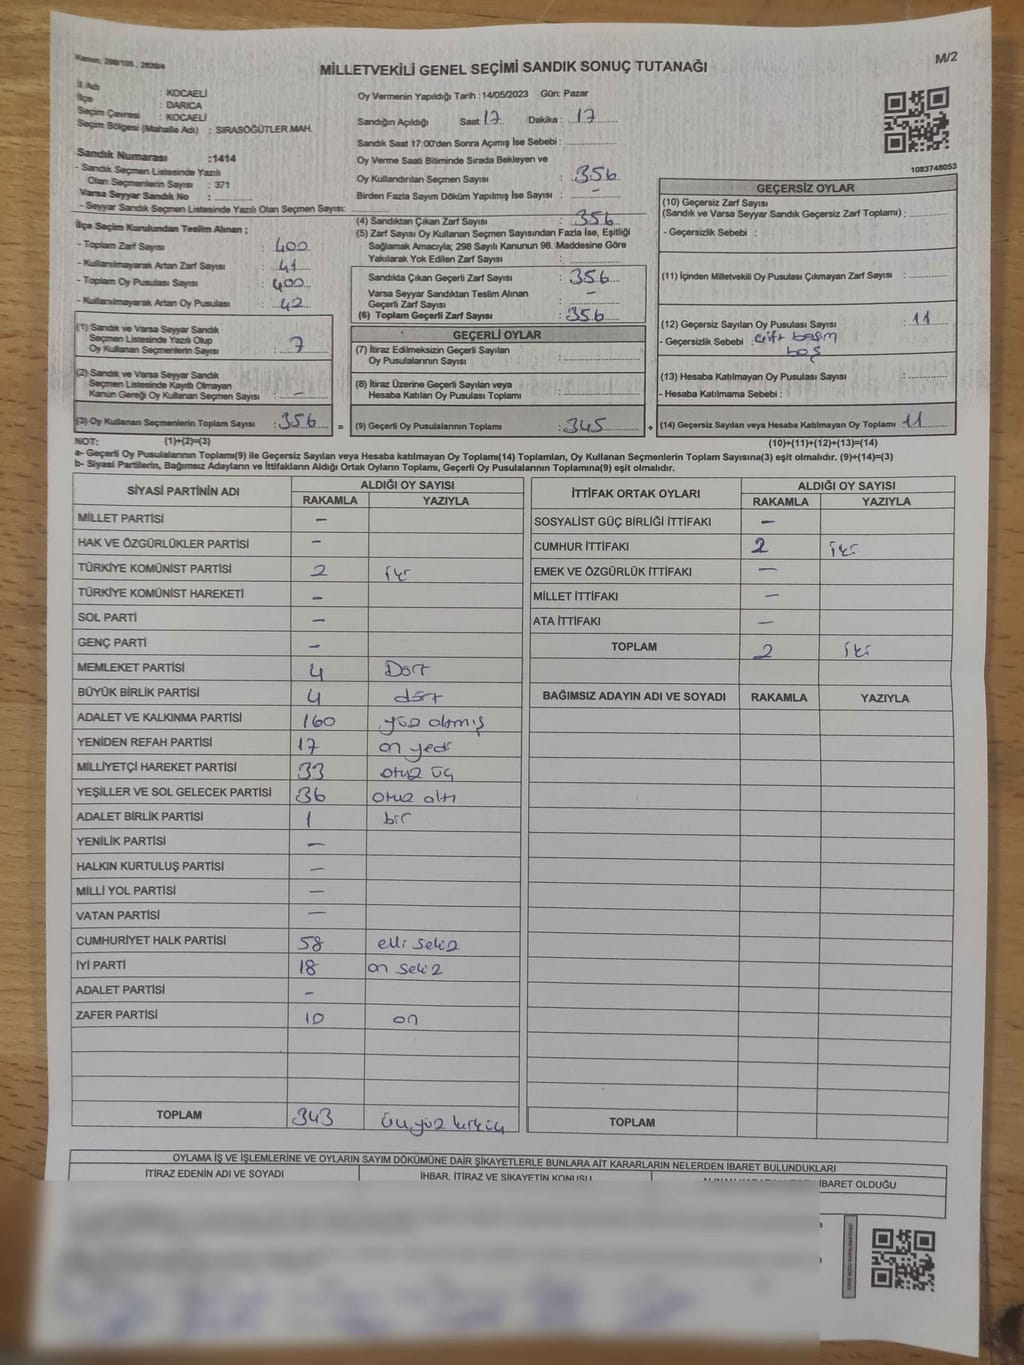 Kanun, 298/105 , 2839/4
M/2
MİLLETVEKİLİ GENEL SEÇİMİ SANDIK SONUÇ TUTANAĞI
İl Adı : KOCAELİ
İlçe : DARICA
Seçim Çevresi : KOCAELİ
Seçim Bölgesi (Mahalle Adı) : SIRASÖĞÜTLER MAH.
Sandık Numarası :1414
- Sandık Seçmen Listesinde Yazılı
Olan Seçmenlerin Sayısı : 371
Varsa Seyyar Sandık No :
- Seyyar Sandık Seçmen Listesinde Yazılı Olan Seçmen Sayısı:
İlçe Seçim Kurulundan Teslim Alınan ;
- Toplam Zarf Sayısı : 400
- Kullanılmayarak Artan Zarf Sayısı : 41
- Toplam Oy Pusulası Sayısı : 400
- Kullanılmayarak Artan Oy Pusulası : 42
(1) Sandık ve Varsa Seyyar Sandık
Seçmen Listesinde Yazılı Olup
Oy Kullanan Seçmenlerin Sayısı : 7
(2) Sandık ve Varsa Seyyar Sandık
Seçmen Listesinde Kayıtlı Olmayan
Kanun Gereği Oy Kullanan Seçmen Sayısı : –
(3) Oy Kullanan Seçmenlerin Toplam Sayısı : 356 =
Oy Vermenin Yapıldığı Tarih : 14/05/2023 Gün: Pazar
Sandığın Açıldığı Saat : 17 Dakika : 17
Sandık Saat 17:00'den Sonra Açımış İse Sebebi :
Oy Verme Saati Bitiminde Sırada Bekleyen ve
Oy Kullandırılan Seçmen Sayısı : 356
Birden Fazla Sayım Döküm Yapılmış İse Sayısı : –
(4) Sandıktan Çıkan Zarf Sayısı : 356
(5) Zarf Sayısı Oy Kullanan Seçmen Sayısından Fazla İse, Eşitliği
Sağlamak Amacıyla; 298 Sayılı Kanunun 98. Maddesine Göre
Yakılarak Yok Edilen Zarf Sayısı :
Sandıkta Çıkan Geçerli Zarf Sayısı : 356
Varsa Seyyar Sandıktan Teslim Alınan
Geçerli Zarf Sayısı : –
(6) Toplam Geçerli Zarf Sayısı : 356
GEÇERLİ OYLAR
(7) İtiraz Edilmeksizin Geçerli Sayılan
Oy Pusulalarının Sayısı :
(8) İtiraz Üzerine Geçerli Sayılan veya
Hesaba Katılan Oy Pusulası Toplamı :
(9) Geçerli Oy Pusulalarının Toplamı : 345 +
1083748053
GEÇERSİZ OYLAR
(10) Geçersiz Zarf Sayısı
(Sandık ve Varsa Seyyar Sandık Geçersiz Zarf Toplamı) :
- Geçersizlik Sebebi :
(11) İçinden Milletvekili Oy Pusulası Çıkmayan Zarf Sayısı :
(12) Geçersiz Sayılan Oy Pusulası Sayısı : 11
- Geçersizlik Sebebi : çift basım
boş
(13) Hesaba Katılmayan Oy Pusulası Sayısı :
- Hesaba Katılmama Sebebi :
(14) Geçersiz Sayılan veya Hesaba Katılmayan Oy Toplamı : 11
NOT: (1)+(2)=(3) (10)+(11)+(12)+(13)=(14)
a- Geçerli Oy Pusulalarının Toplamı(9) ile Geçersiz Sayılan veya Hesaba katılmayan Oy Toplamı(14) Toplamları, Oy Kullanan Seçmenlerin Toplam Sayısına(3) eşit olmalıdır. (9)+(14)=(3)
b- Siyasi Partilerin, Bağımsız Adayların ve İttifakların Aldığı Ortak Oyların Toplamı, Geçerli Oy Pusulalarının Toplamına(9) eşit olmalıdır.
SİYASİ PARTİNİN ADI ALDIĞI OY SAYISI
RAKAMLA YAZIYLA
MİLLET PARTİSİ –
HAK VE ÖZGÜRLÜKLER PARTİSİ –
TÜRKİYE KOMÜNİST PARTİSİ 2 iki
TÜRKİYE KOMÜNİST HAREKETİ –
SOL PARTİ –
GENÇ PARTİ –
MEMLEKET PARTİSİ 4 Dört
BÜYÜK BİRLİK PARTİSİ 4 dört
ADALET VE KALKINMA PARTİSİ 160 yüz altmış
YENİDEN REFAH PARTİSİ 17 on yedi
MİLLİYETÇİ HAREKET PARTİSİ 33 otuz üç
YEŞİLLER VE SOL GELECEK PARTİSİ 36 otuz altı
ADALET BİRLİK PARTİSİ 1 bir
YENİLİK PARTİSİ –
HALKIN KURTULUŞ PARTİSİ –
MİLLİ YOL PARTİSİ –
VATAN PARTİSİ –
CUMHURİYET HALK PARTİSİ 58 elli sekiz
İYİ PARTİ 18 on sekiz
ADALET PARTİSİ –
ZAFER PARTİSİ 10 on
TOPLAM 343 üçyüz kırküç
İTTİFAK ORTAK OYLARI ALDIĞI OY SAYISI
RAKAMLA YAZIYLA
SOSYALİST GÜÇ BİRLİĞİ İTTİFAKI –
CUMHUR İTTİFAKI 2 iki
EMEK VE ÖZGÜRLÜK İTTİFAKI –
MİLLET İTTİFAKI –
ATA İTTİFAKI –
TOPLAM 2 iki
BAĞIMSIZ ADAYIN ADI VE SOYADI RAKAMLA YAZIYLA
TOPLAM
OYLAMA İŞ VE İŞLEMLERİNE VE OYLARIN SAYIM DÖKÜMÜNE DAİR ŞİKAYETLERLE BUNLARA AİT KARARLARIN NELERDEN İBARET BULUNDUKLARI
İTİRAZ EDENİN ADI VE SOYADI İHBAR, İTİRAZ VE ŞİKAYETİN KONUSU İBARET OLDUĞU